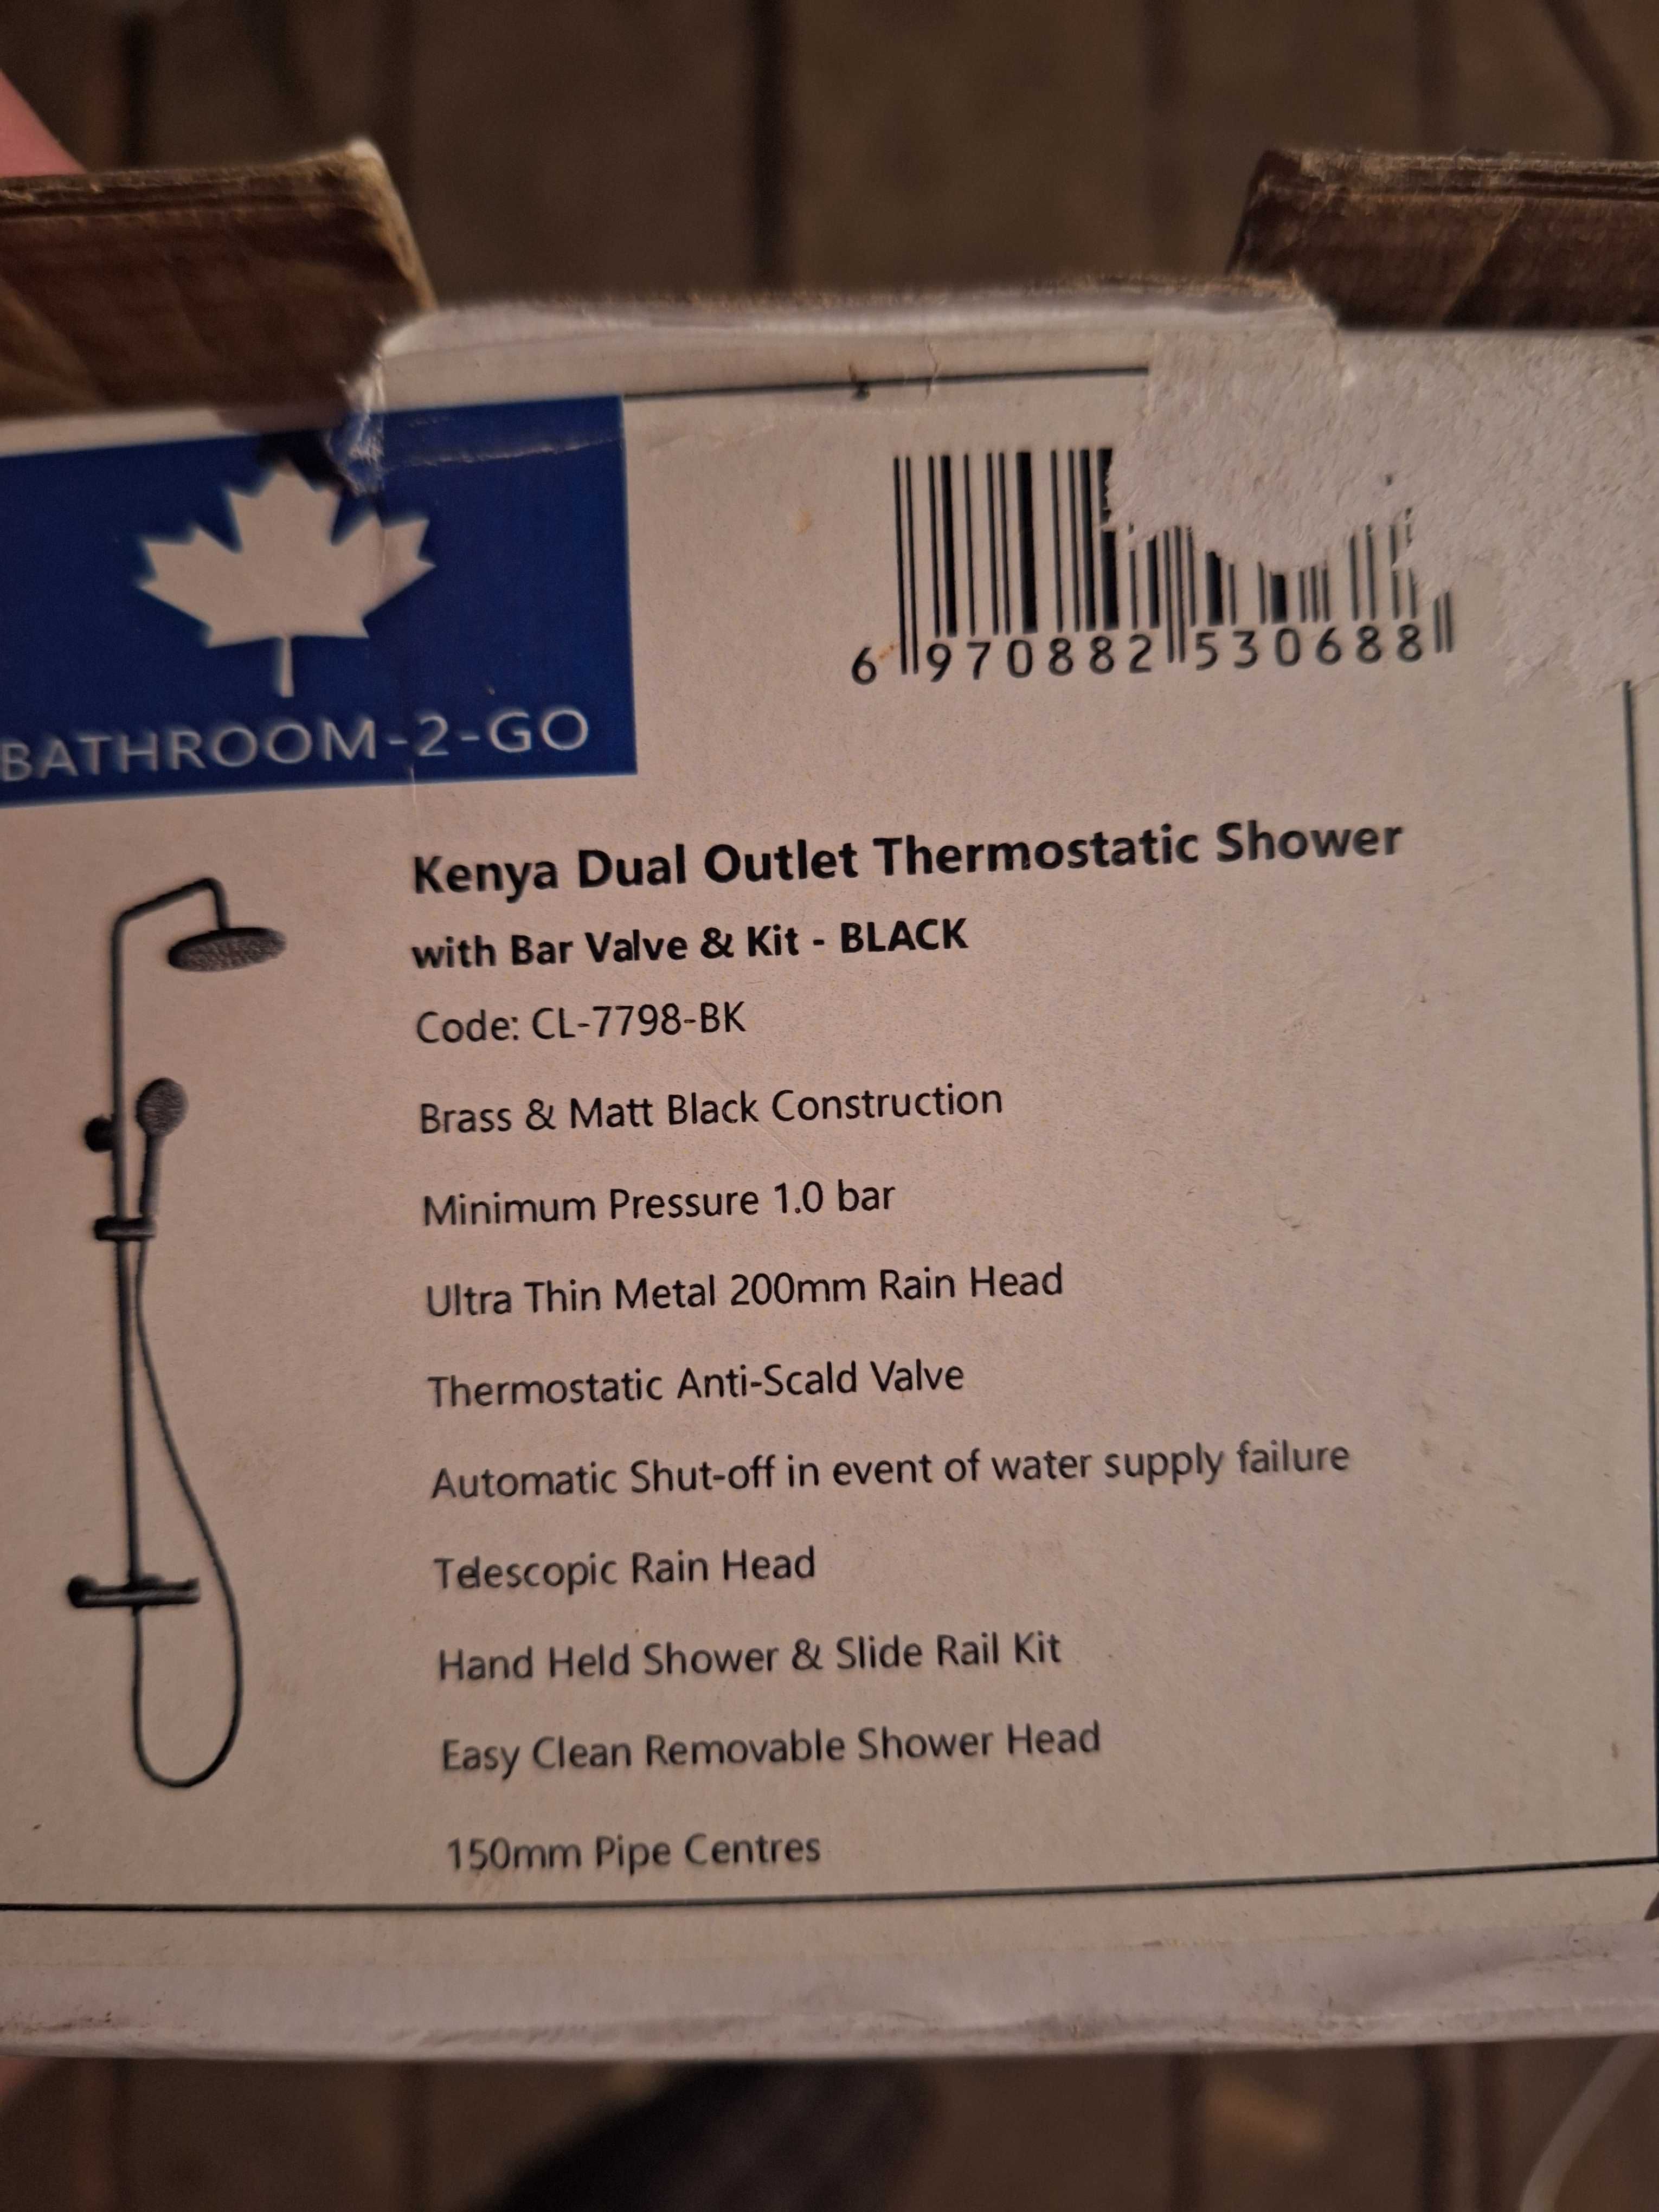 BATHROOM-2-GO
6 970882 530688
Kenya Dual Outlet Thermostatic Shower
with Bar Valve & Kit - BLACK
Code: CL-7798-BK
Brass & Matt Black Construction
Minimum Pressure 1.0 bar
Ultra Thin Metal 200mm Rain Head
Thermostatic Anti-Scald Valve
Automatic Shut-off in event of water supply failure
Telescopic Rain Head
Hand Held Shower & Slide Rail Kit
Easy Clean Removable Shower Head
150mm Pipe Centres